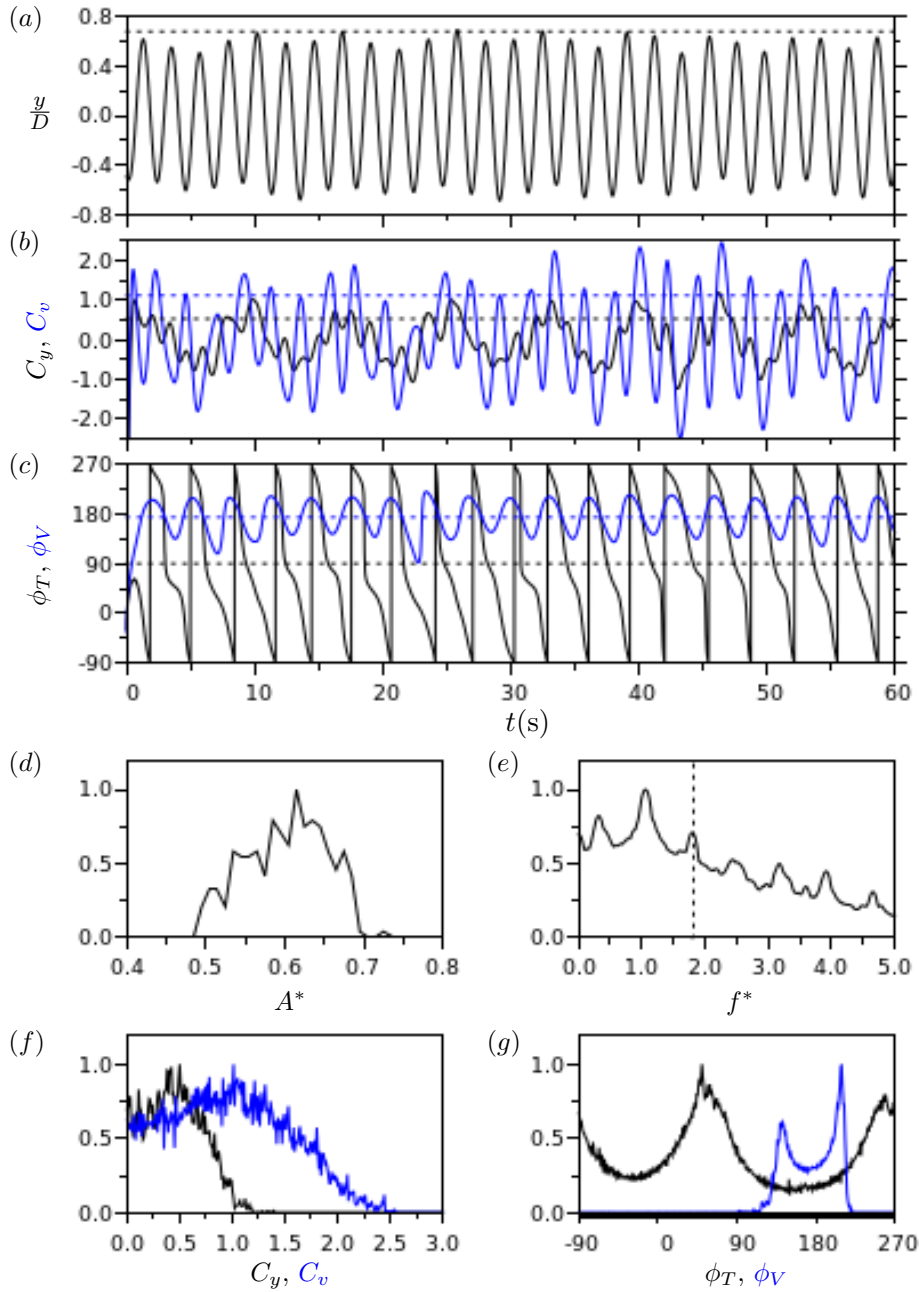 (a)
0.8
0.4
0.0
-0.4
-0.8
y/D
(b)
2.0
1.0
0.0
-1.0
-2.0
C_y, C_v
(c)
270
180
90
0
-90
ϕ_T, ϕ_V
0 10 20 30 40 50 60
t(s)
(d)
1.0
0.5
0.0
0.4 0.5 0.6 0.7 0.8
A*
(e)
1.0
0.5
0.0
0.0 1.0 2.0 3.0 4.0 5.0
f*
(f)
1.0
0.5
0.0
0.0 0.5 1.0 1.5 2.0 2.5 3.0
C_y, C_v
(g)
1.0
0.5
0.0
-90 0 90 180 270
ϕ_T, ϕ_V